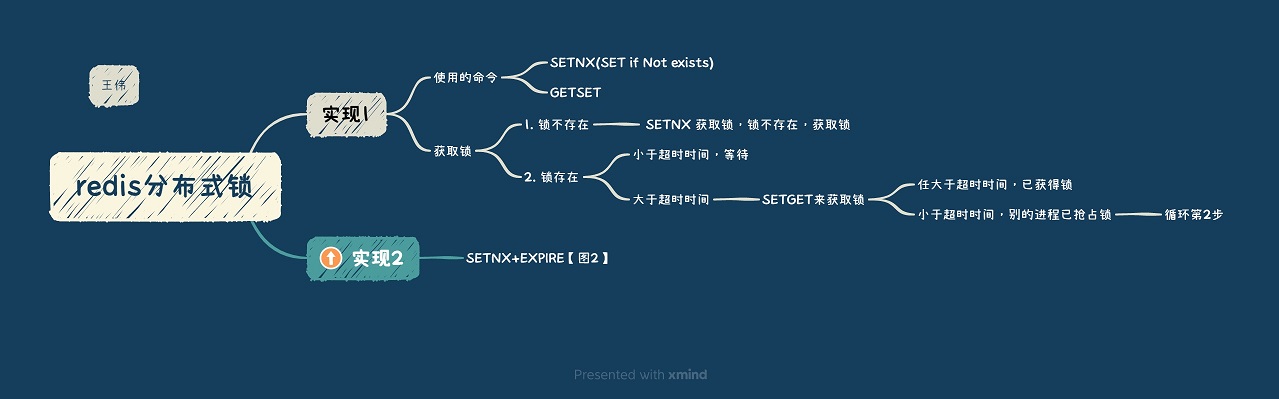 王伟
redis分布式锁
实现1
使用的命令
SETNX(SET if Not exists)
GETSET
获取锁
1. 锁不存在
SETNX 获取锁，锁不存在，获取锁
2. 锁存在
小于超时时间，等待
大于超时时间
SETGET来获取锁
任大于超时时间，已获得锁
小于超时时间，别的进程已抢占锁
循环第2步
实现2
SETNX+EXPIRE【图2】
Presented with xmind